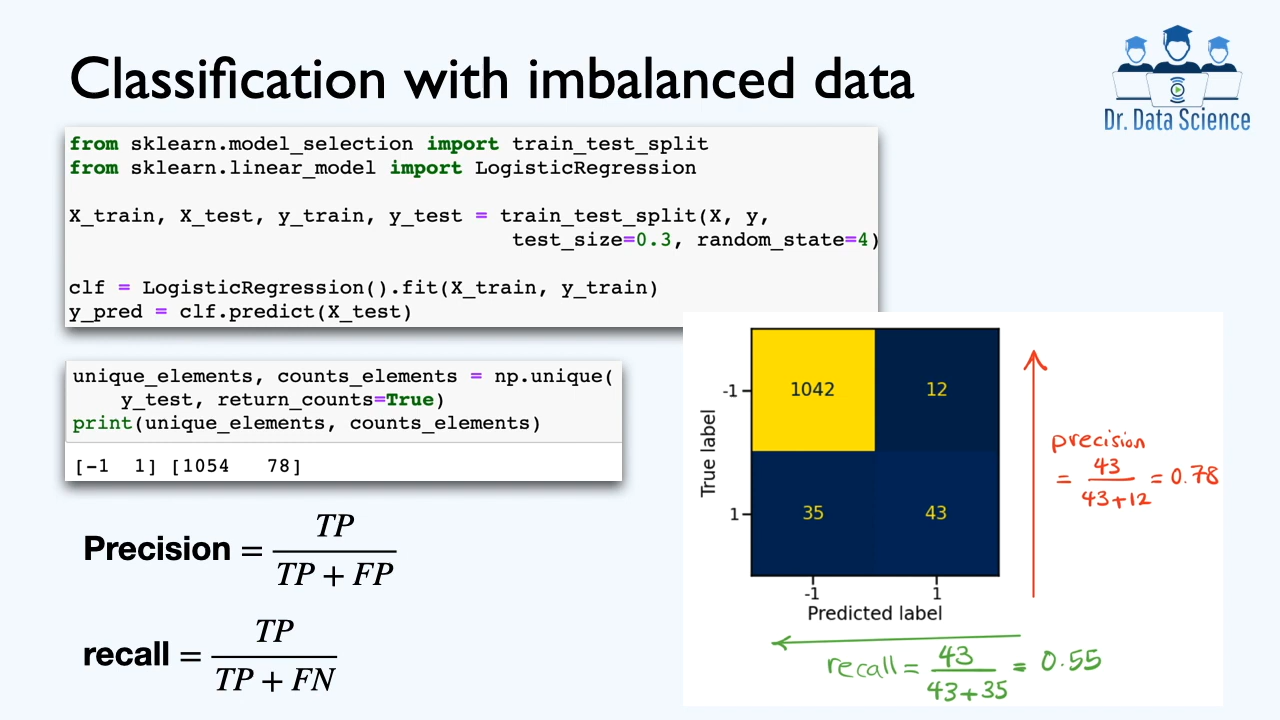 Classification with imbalanced data
Dr. Data Science
from sklearn.model_selection import train_test_split
from sklearn.linear_model import LogisticRegression
X_train, X_test, y_train, y_test = train_test_split(X, y,
test_size=0.3, random_state=4)
clf = LogisticRegression().fit(X_train, y_train)
y_pred = clf.predict(X_test)
unique_elements, counts_elements = np.unique(
y_test, return_counts=True)
print(unique_elements, counts_elements)
[-1 1] [1054 78]
Precision = TP
TP + FP
recall = TP
TP + FN
True label
-1 1042 12
1 35 43
-1 1
Predicted label
precision
= 43 = 0.78
43+12
recall = 43 = 0.55
43+35